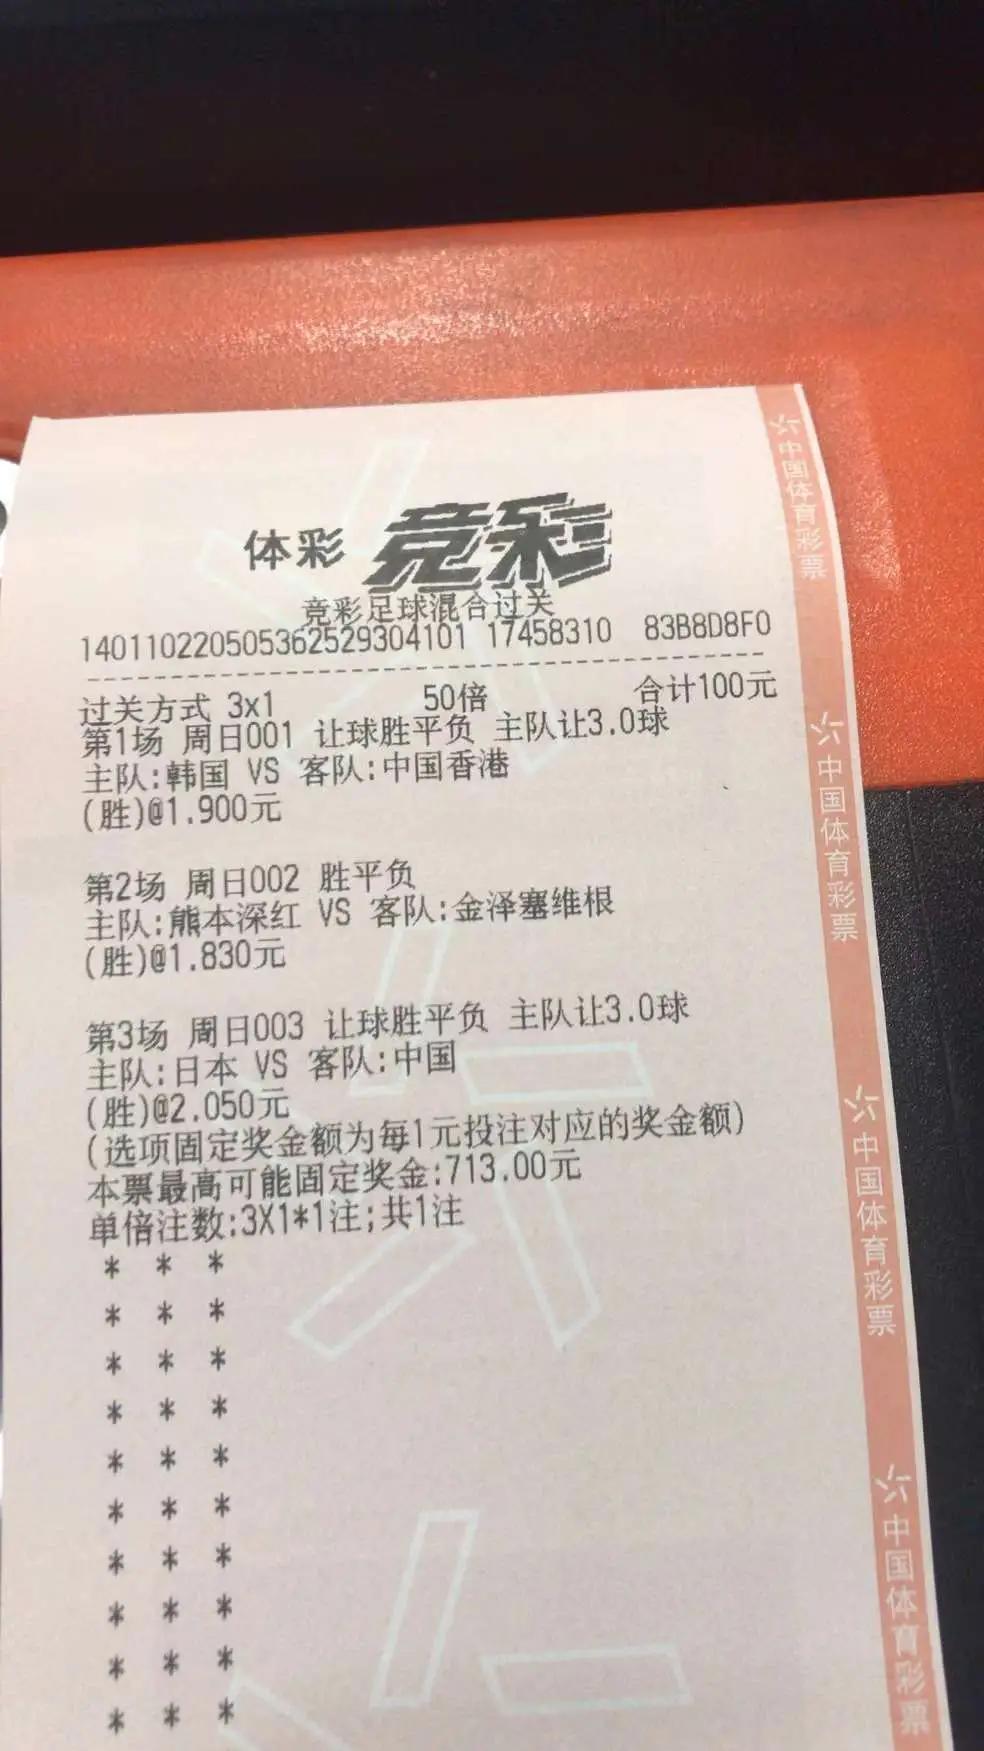 体彩 竞彩
竞彩足球混合过关
140110220505362529304101 17458310 83B8D8F0
过关方式 3x1 50倍 合计100元
第1场 周日001 让球胜平负 主队让3.0球
主队:韩国 VS 客队:中国香港
(胜)@1.900元
第2场 周日002 胜平负
主队:熊本深红 VS 客队:金泽塞维根
(胜)@1.830元
第3场 周日003 让球胜平负 主队让3.0球
主队:日本 VS 客队:中国
(胜)@2.050元
(选项固定奖金额为每1元投注对应的奖金额)
本票最高可能固定奖金:713.00元
单倍注数:3X1*1注;共1注
* * *
* * *
* * *
* * *
* * *
* * *
* * *
* * *
* * *
* * *
中国体育彩票
中国体育彩票
中国体育彩票
中国体育彩票